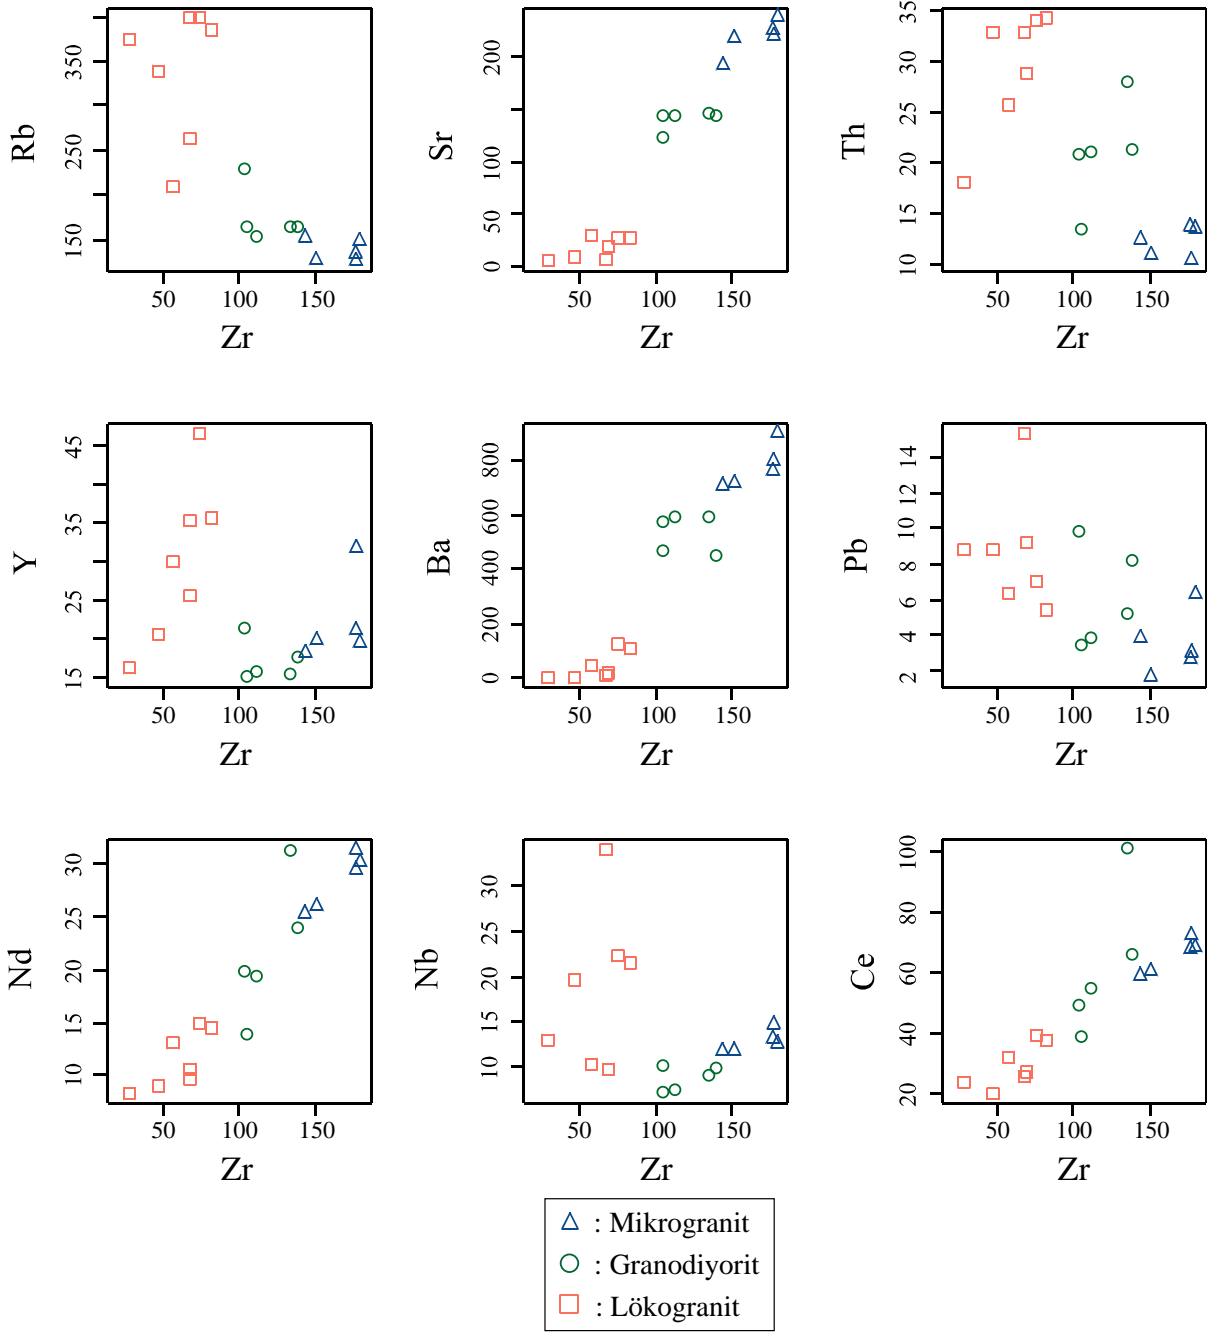 Rb
350
250
150
50 100 150
Zr
Sr
200
100
50
0
50 100 150
Zr
Th
35
30
25
20
15
10
50 100 150
Zr
Y
45
35
25
15
50 100 150
Zr
Ba
800
600
400
200
0
50 100 150
Zr
Pb
14
12
10
8
6
4
2
50 100 150
Zr
Nd
30
25
20
15
10
50 100 150
Zr
Nb
30
25
20
15
10
50 100 150
Zr
Ce
100
80
60
40
20
50 100 150
Zr
: Mikrogranit
: Granodiyorit
: Lökogranit